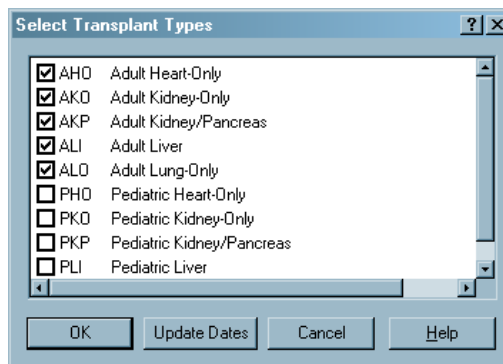 Select Transplant Types
AHO Adult Heart-Only
AKO Adult Kidney-Only
AKP Adult Kidney/Pancreas
ALI Adult Liver
ALO Adult Lung-Only
PHO Pediatric Heart-Only
PKO Pediatric Kidney-Only
PKP Pediatric Kidney/Pancreas
PLI Pediatric Liver
OK Update Dates Cancel Help